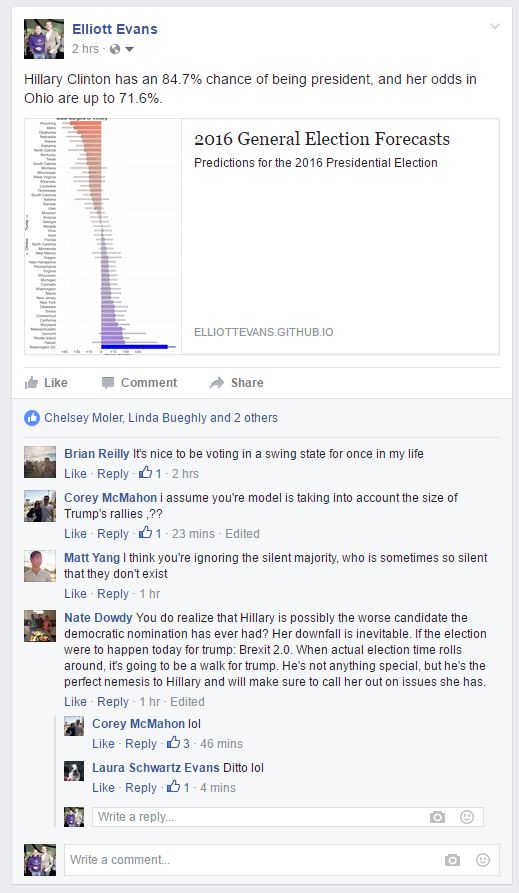 Elliott Evans
2 hrs ·
Hillary Clinton has an 84.7% chance of being president, and her odds in
Ohio are up to 71.6%.
Wyoming
Idaho
Oklahoma
Nebraska
Alaska
Alabama
North Dakota
Kentucky
Texas
South Dakota
Montana
Mississippi
West Virginia
Arkansas
Louisiana
Tennessee
South Carolina
Indiana
Kansas
Utah
Missouri
Arizona
Georgia
Nevada
Ohio
Iowa
Florida
North Carolina
Minnesota
New Mexico
Oregon
New Hampshire
Pennsylvania
Virginia
Wisconsin
Michigan
Colorado
Washington
Maine
New Jersey
New York
Delaware
Illinois
Connecticut
California
Maryland
Massachusetts
Vermont
Rhode Island
Hawaii
Washington DC
2016 General Election Forecasts
Predictions for the 2016 Presidential Election
ELLIOTTEVANS.GITHUB.IO
Like Comment Share
Chelsey Moler, Linda Bueghly and 2 others
Brian Reilly It's nice to be voting in a swing state for once in my life
Like · Reply · 1 · 2 hrs
Corey McMahon i assume you're model is taking into account the size of
Trump's rallies ,??
Like · Reply · 1 · 23 mins · Edited
Matt Yang I think you're ignoring the silent majority, who is sometimes so silent
that they don't exist
Like · Reply · 1 hr
Nate Dowdy You do realize that Hillary is possibly the worse candidate the
democratic nomination has ever had? Her downfall is inevitable. If the election
were to happen today for trump: Brexit 2.0. When actual election time rolls
around, it's going to be a walk for trump. He's not anything special, but he's the
perfect nemesis to Hillary and will make sure to call her out on issues she has.
Like · Reply · 1 hr · Edited
Corey McMahon lol
Like · Reply · 3 · 46 mins
Laura Schwartz Evans Ditto lol
Like · Reply · 1 · 4 mins
Write a reply...
Write a comment...